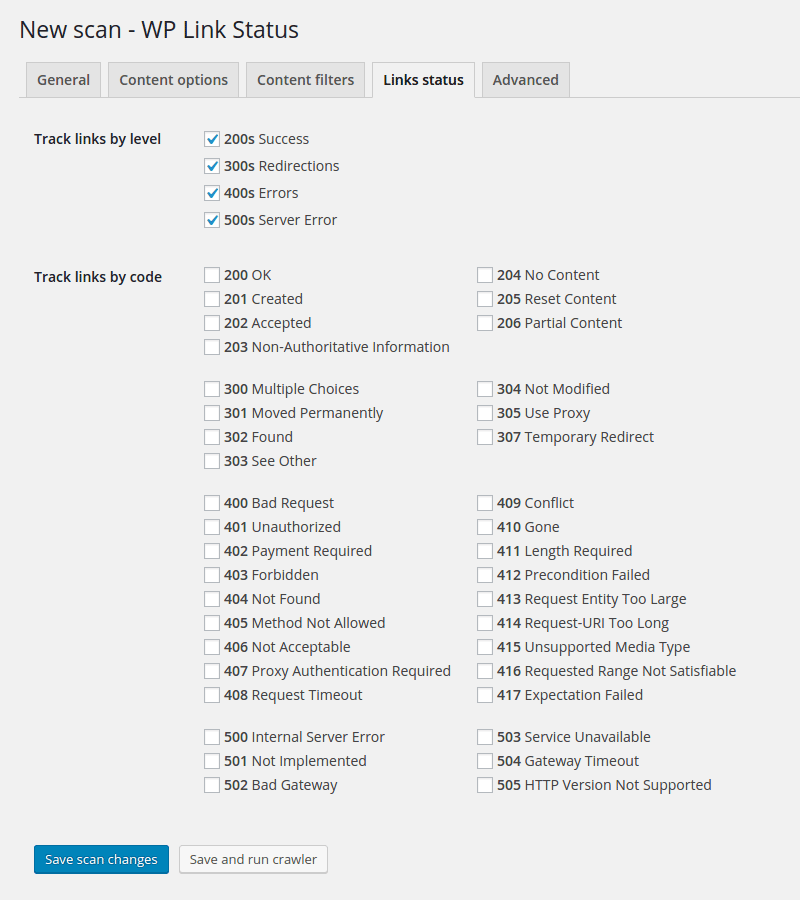 New scan - WP Link Status
General Content options Content filters Links status Advanced
Track links by level
200s Success
300s Redirections
400s Errors
500s Server Error
Track links by code
200 OK 204 No Content
201 Created 205 Reset Content
202 Accepted 206 Partial Content
203 Non-Authoritative Information
300 Multiple Choices 304 Not Modified
301 Moved Permanently 305 Use Proxy
302 Found 307 Temporary Redirect
303 See Other
400 Bad Request 409 Conflict
401 Unauthorized 410 Gone
402 Payment Required 411 Length Required
403 Forbidden 412 Precondition Failed
404 Not Found 413 Request Entity Too Large
405 Method Not Allowed 414 Request-URI Too Long
406 Not Acceptable 415 Unsupported Media Type
407 Proxy Authentication Required 416 Requested Range Not Satisfiable
408 Request Timeout 417 Expectation Failed
500 Internal Server Error 503 Service Unavailable
501 Not Implemented 504 Gateway Timeout
502 Bad Gateway 505 HTTP Version Not Supported
Save scan changes Save and run crawler